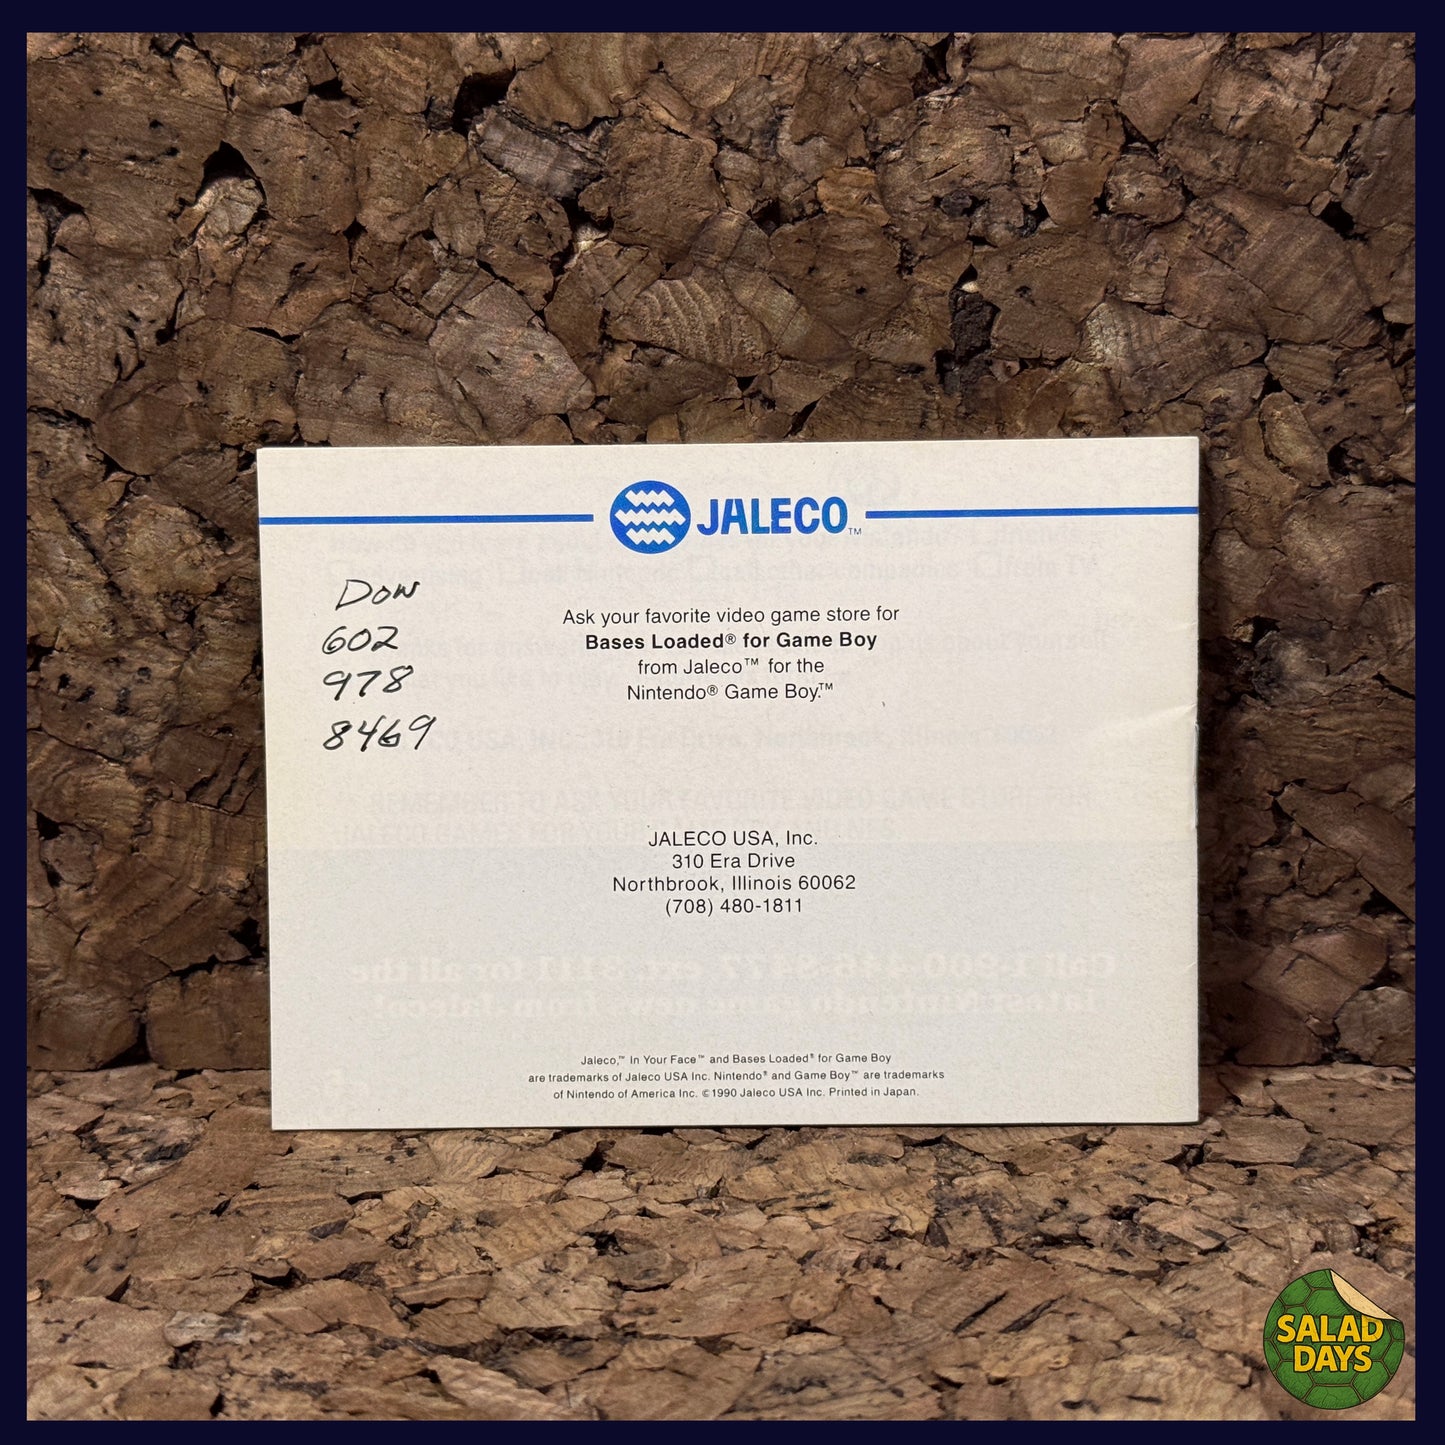 JALECO™
Dow
602
978
8469
Ask your favorite video game store for
Bases Loaded® for Game Boy
from Jaleco™ for the
Nintendo® Game Boy.™
JALECO USA, Inc.
310 Era Drive
Northbrook, Illinois 60062
(708) 480-1811
Jaleco,™ In Your Face™ and Bases Loaded® for Game Boy
are trademarks of Jaleco USA Inc. Nintendo® and Game Boy™ are trademarks
of Nintendo of America Inc. ©1990 Jaleco USA Inc. Printed in Japan.
SALAD
DAYS